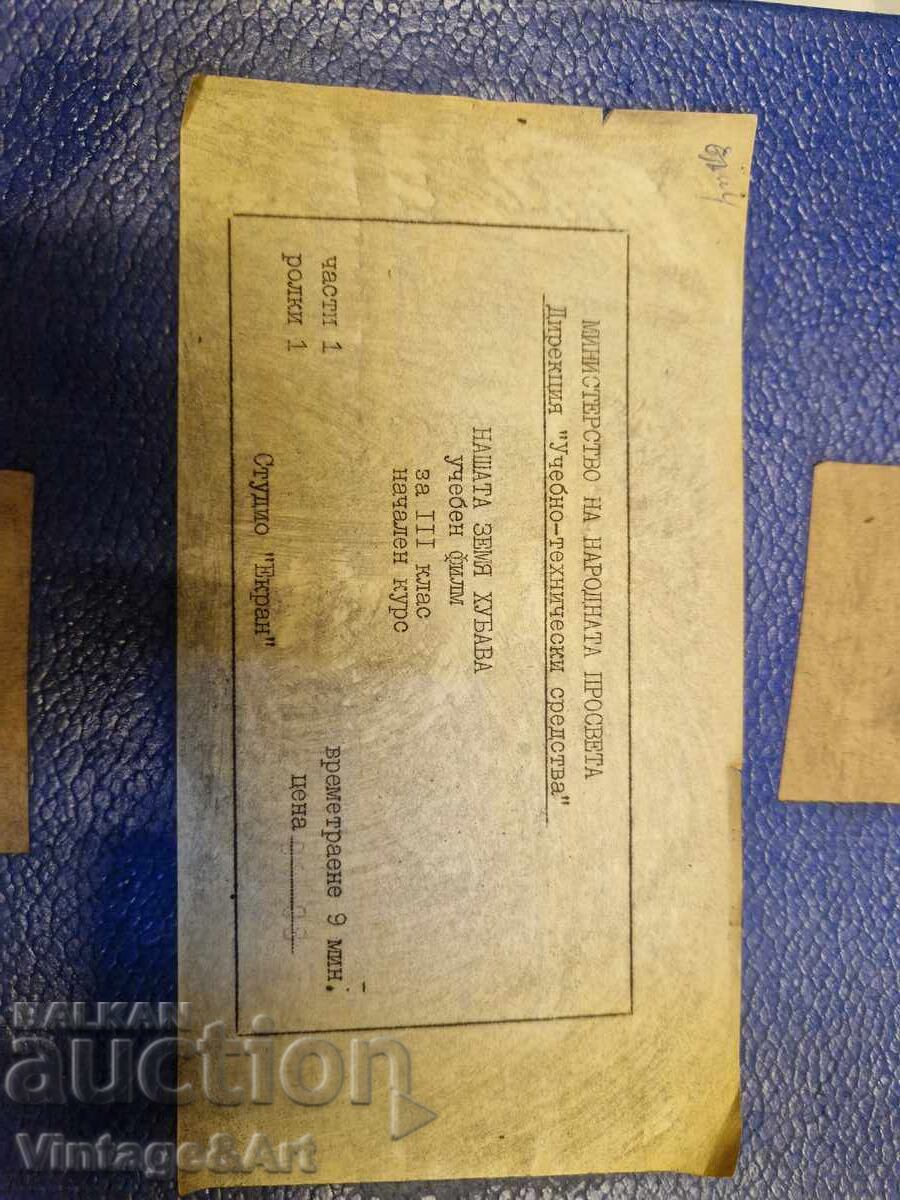 МИНИСТЕРСТВО НА НАРОДНАТА ПРОСВЕТА
Дирекция "Учебно-технически средства"
НАШАТА ЗЕМЯ ХУБАВА
учебен филм
за III клас
начален курс
части 1 времетраене 9 мин.
ролки 1 цена
Студио "Екран"
BALKAN
auction
Vintage&Art